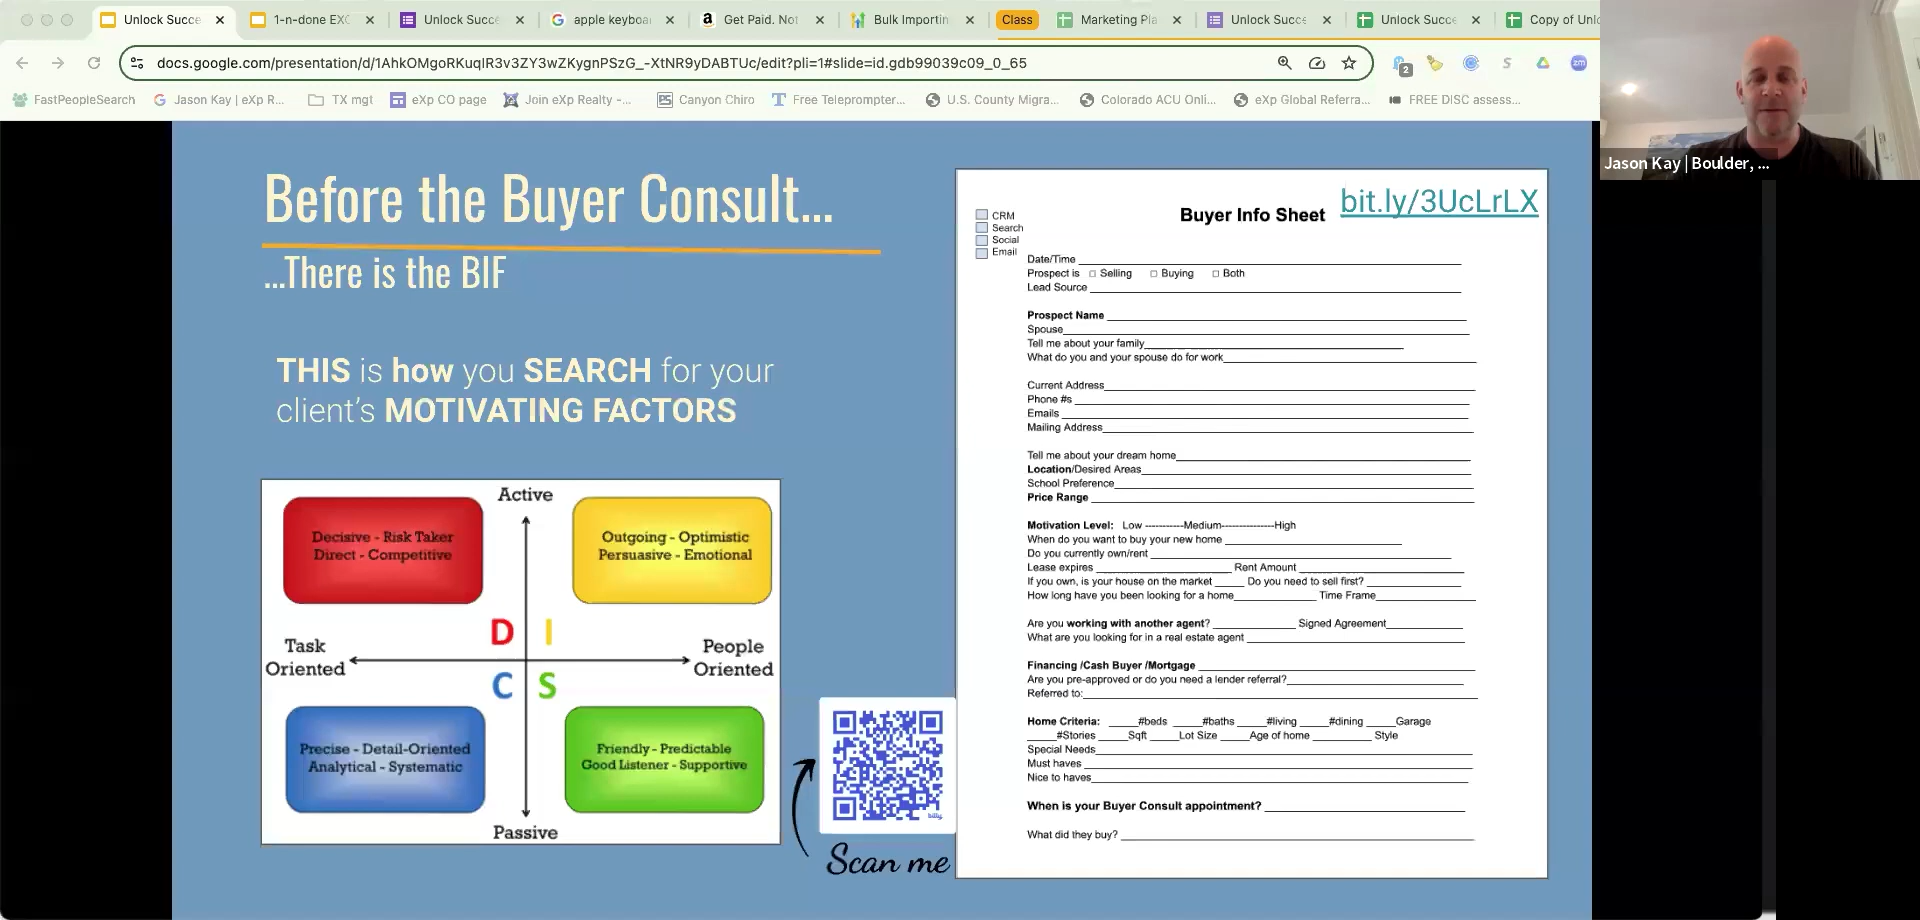 Unlock Succe
1-n-done EXC
Unlock Succe
apple keyboar
Get Paid. Not
Bulk Importin
Class
Marketing Pla
Unlock Succe
Unlock Succe
Copy of Unlo
docs.google.com/presentation/d/1AhkOMgoRKuqIR3v3ZY3wZKygnPSzG_-XtNR9yDABTUc/edit?pli=1#slide=id.gdb99039c09_0_65
2
zm
FastPeopleSearch
Jason Kay | eXp R...
TX mgt
eXp CO page
Join eXp Realty -...
Canyon Chiro
Free Teleprompter...
U.S. County Migra...
Colorado ACU Onli...
eXp Global Referra...
FREE DISC assess...
Jason Kay | Boulder, ...
Before the Buyer Consult...
...There is the BIF
THIS is how you SEARCH for your
client's MOTIVATING FACTORS
Active
Decisive - Risk Taker
Direct - Competitive
Outgoing - Optimistic
Persuasive - Emotional
D I
Task
Oriented
People
Oriented
C S
Precise - Detail-Oriented
Analytical - Systematic
Friendly - Predictable
Good Listener - Supportive
Passive
bitly
Scan me
Buyer Info Sheet
bit.ly/3UcLrLX
CRM
Search
Social
Email
Date/Time
Prospect is Selling Buying Both
Lead Source
Prospect Name
Spouse
Tell me about your family
What do you and your spouse do for work
Current Address
Phone #s
Emails
Mailing Address
Tell me about your dream home
Location/Desired Areas
School Preference
Price Range
Motivation Level: Low -----------Medium---------------High
When do you want to buy your new home
Do you currently own/rent
Lease expires Rent Amount
If you own, is your house on the market Do you need to sell first?
How long have you been looking for a home Time Frame
Are you working with another agent? Signed Agreement
What are you looking for in a real estate agent
Financing /Cash Buyer /Mortgage
Are you pre-approved or do you need a lender referral?
Referred to:
Home Criteria: #beds #baths #living #dining Garage
#Stories Sqft Lot Size Age of home Style
Special Needs
Must haves
Nice to haves
When is your Buyer Consult appointment?
What did they buy?